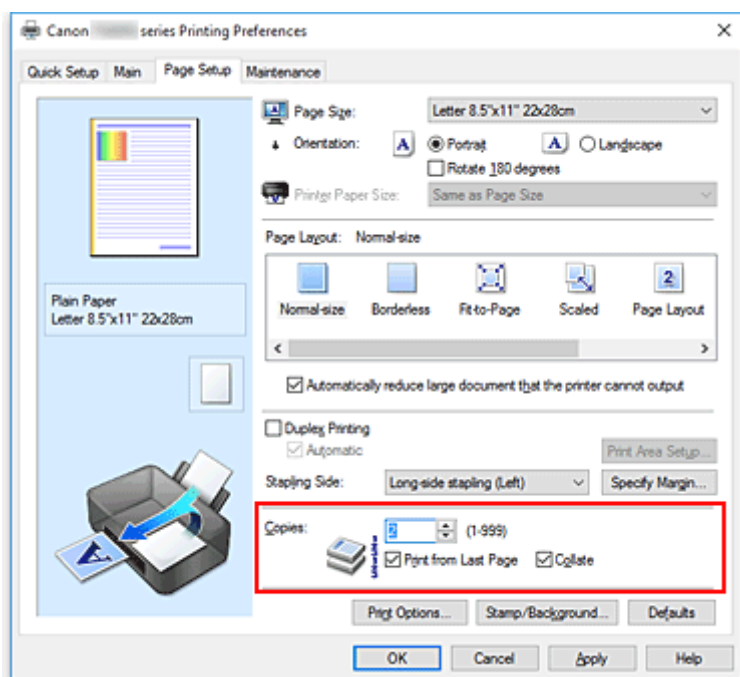 Canon series Printing Preferences
Quick Setup Main Page Setup Maintenance
Page Size: Letter 8.5"x11" 22x28cm
Orientation: A Portrait A Landscape
Rotate 180 degrees
Printer Paper Size: Same as Page Size
Page Layout: Normal-size
2
Normal-size Borderless Fit-to-Page Scaled Page Layout
Plain Paper
Letter 8.5"x11" 22x28cm
Automatically reduce large document that the printer cannot output
Duplex Printing
Automatic Print Area Setup...
Stapling Side: Long-side stapling (Left) Specify Margin...
Copies: 2 (1-999)
Print from Last Page Collate
A
Print Options... Stamp/Background... Defaults
OK Cancel Apply Help